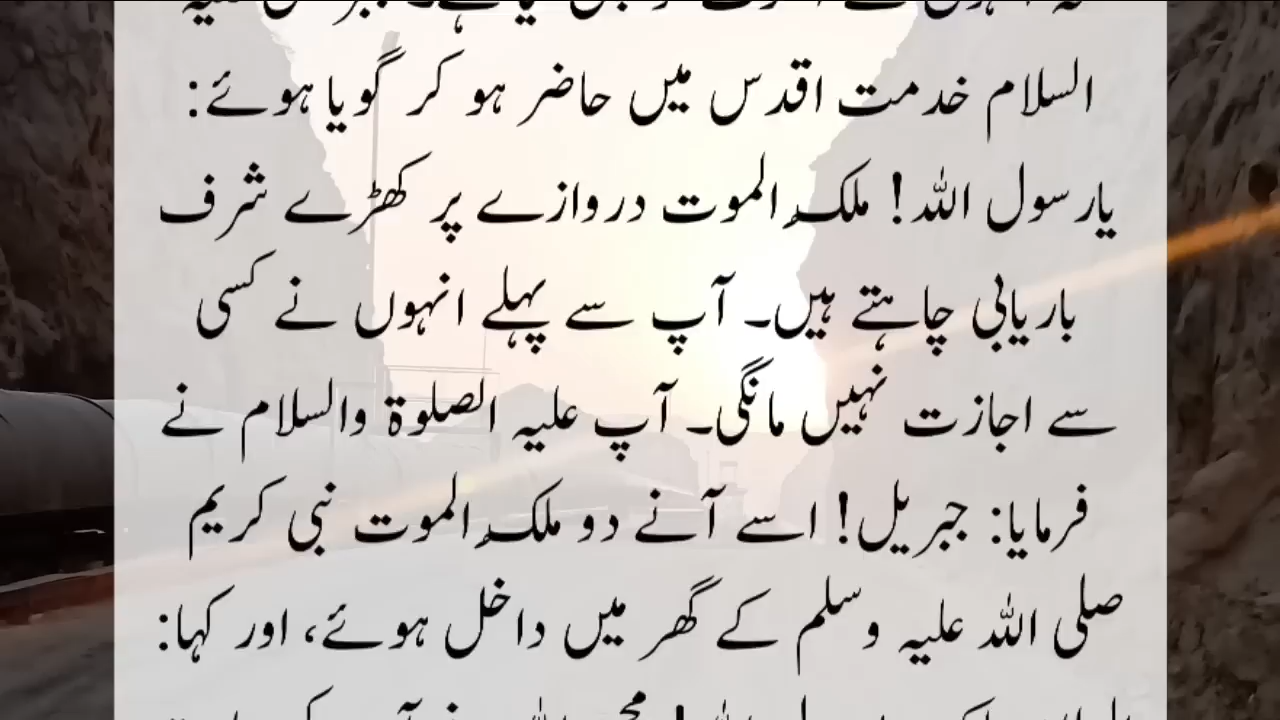 السلام خدمت اقدس میں حاضر ہو کر گویا ہوئے:
یارسول اللہ! ملک الموت دروازے پر کھڑے شرف
باریابی چاہتے ہیں۔ آپ سے پہلے انہوں نے کسی
سے اجازت نہیں مانگی۔ آپ علیہ الصلوۃ والسلام نے
فرمایا: جبریل! اسے آنے دو ملک الموت نبی کریم
صلی اللہ علیہ وسلم کے گھر میں داخل ہوئے، اور کہا: